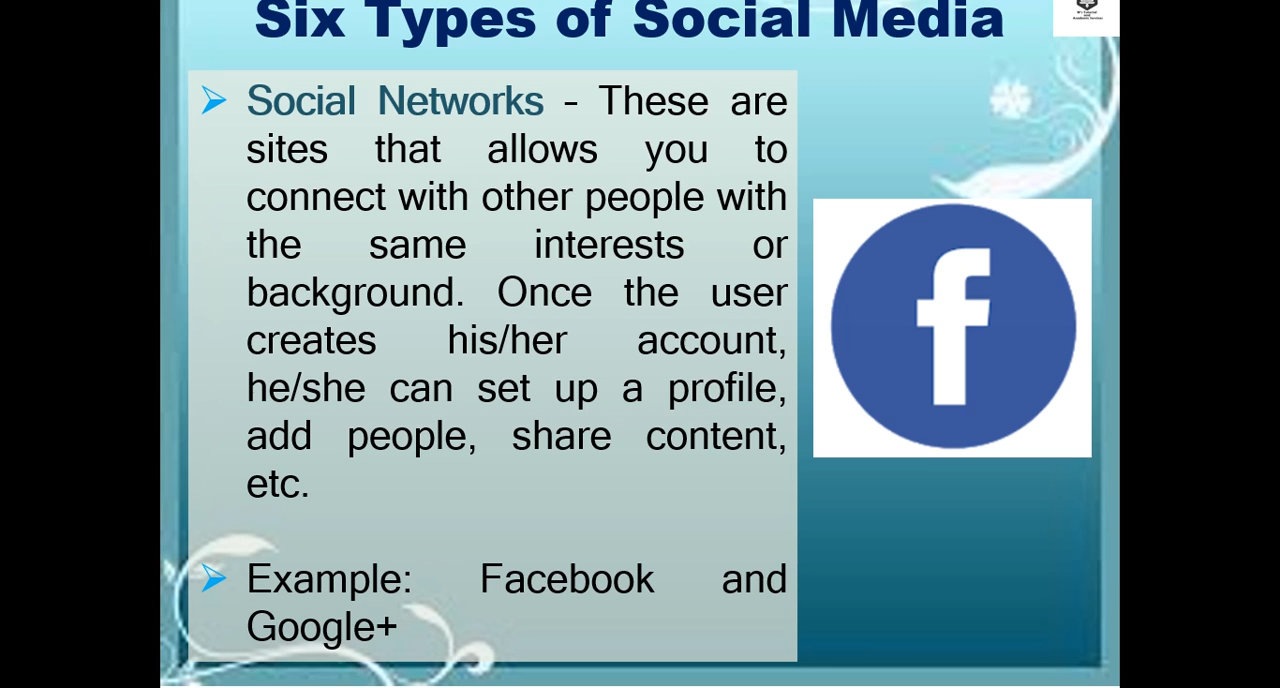 Six Types of Social Media
Social Networks – These are
sites that allows you to
connect with other people with
the same interests or
background. Once the user
creates his/her account,
he/she can set up a profile,
add people, share content,
etc.
Example: Facebook and
Google+